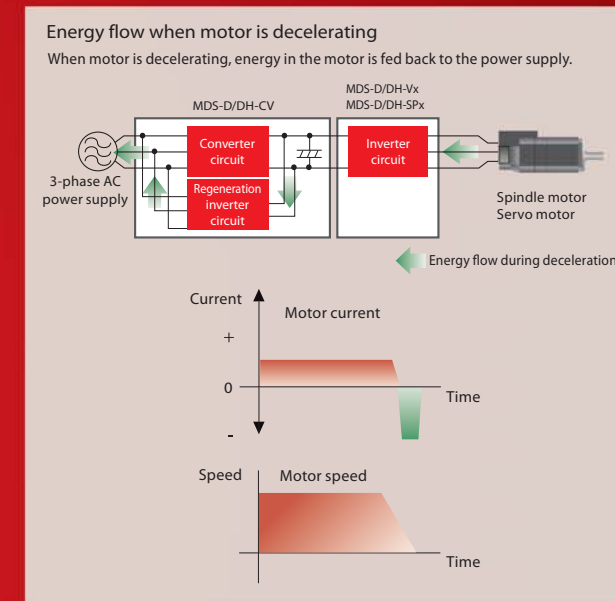 Energy flow when motor is decelerating
When motor is decelerating, energy in the motor is fed back to the power supply.
MDS-D/DH-CV
MDS-D/DH-Vx
MDS-D/DH-SPx
Converter
circuit
Inverter
circuit
Regeneration
inverter
circuit
3-phase AC
power supply
Spindle motor
Servo motor
Energy flow during deceleration
Current
Motor current
+
0
Time
-
Speed
Motor speed
Time